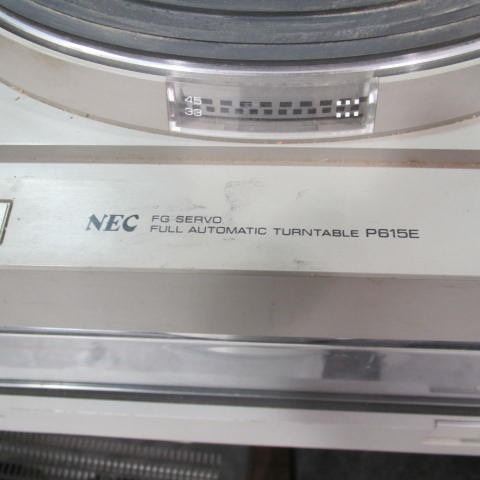 45
33
NEC FG SERVO
FULL AUTOMATIC TURNTABLE P615E